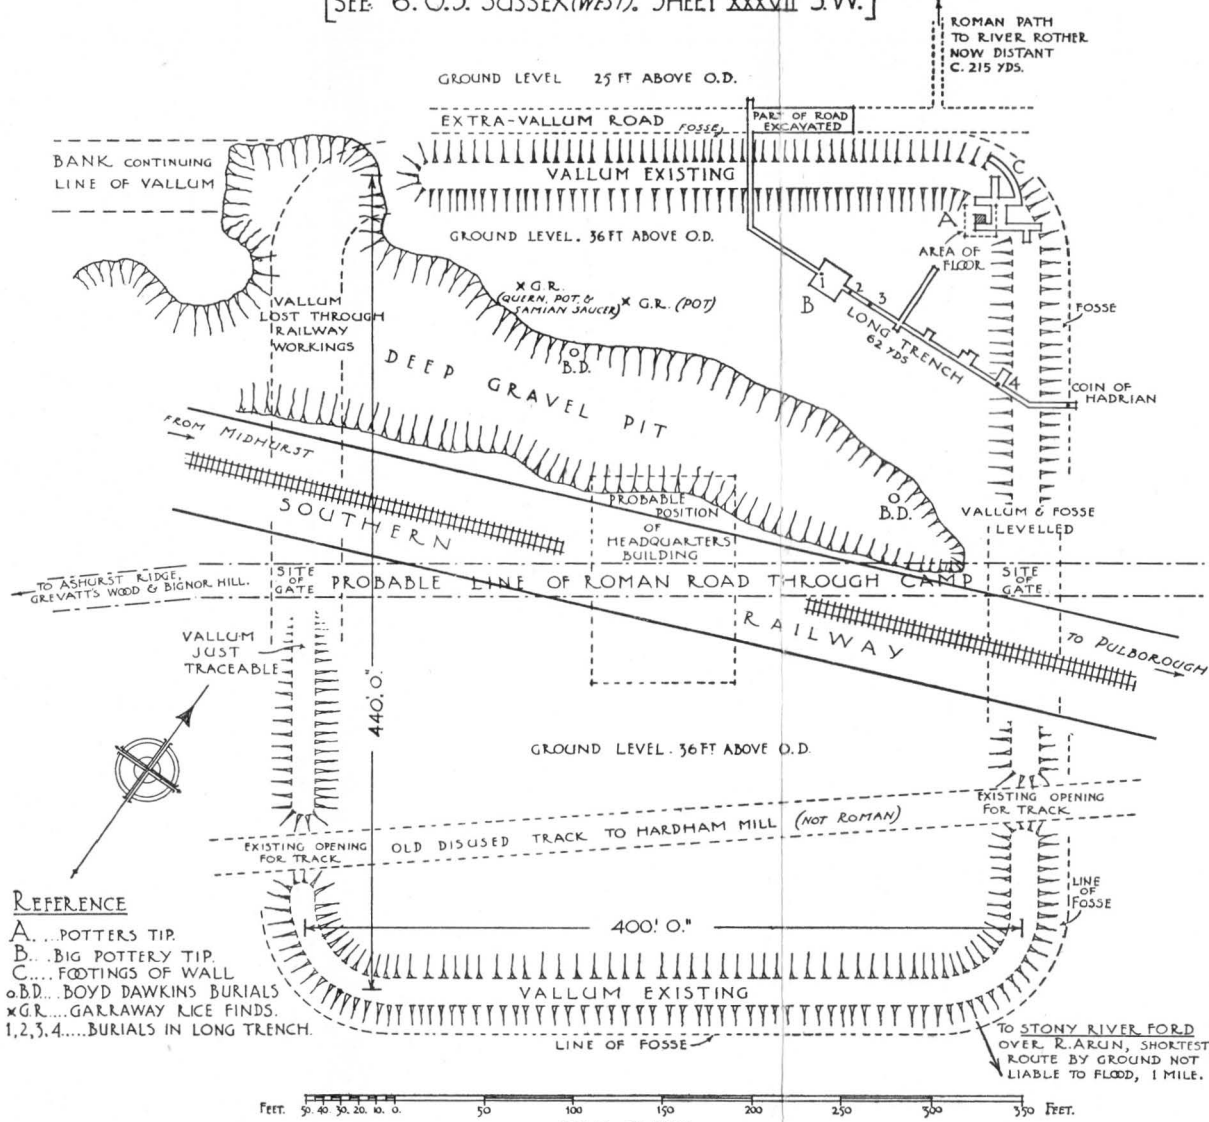 [SEE 6. O.S. SUSSEX (WEST). SHEET XXXVII S.W.]
ROMAN PATH
TO RIVER ROTHER
NOW DISTANT
C. 215 YDS.
GROUND LEVEL 25 FT ABOVE O.D.
EXTRA-VALLUM ROAD
FOSSE
PART OF ROAD
EXCAVATED
BANK CONTINUING
LINE OF VALLUM
VALLUM EXISTING
C
A
GROUND LEVEL. 36 FT ABOVE O.D.
AREA OF
FLOOR
x G.R.
(QUERN, POT, &
SAMIAN SAUCER)
x G.R. (POT)
1
2
3
B
LONG TRENCH
62 YDS
4
FOSSE
COIN OF
HADRIAN
VALLUM
LOST THROUGH
RAILWAY
WORKINGS
B.D.
DEEP GRAVEL PIT
FROM MIDHURST
SOUTHERN
PROBABLE
POSITION
OF
HEADQUARTERS
BUILDING
B.D.
VALLUM & FOSSE
LEVELLED
TO ASHURST RIDGE,
GREVATTS WOOD & BIGNOR HILL.
SITE
OF
GATE
PROBABLE LINE OF ROMAN ROAD THROUGH CAMP
SITE
OF
GATE
RAILWAY
TO PULBOROUGH
VALLUM
JUST
TRACEABLE
440'. 0."
GROUND LEVEL. 36 FT ABOVE O.D.
EXISTING OPENING
FOR TRACK
OLD DISUSED TRACK TO HARDHAM MILL (NOT ROMAN)
EXISTING OPENING
FOR TRACK
LINE
OF
FOSSE
400'. 0."
VALLUM EXISTING
LINE OF FOSSE
REFERENCE
A....POTTERS TIP.
B...BIG POTTERY TIP.
C....FOOTINGS OF WALL
o B.D...BOYD DAWKINS BURIALS
x G.R....GARRAWAY RICE FINDS.
1,2,3,4.....BURIALS IN LONG TRENCH.
TO STONY RIVER FORD
OVER R. ARUN, SHORTEST
ROUTE BY GROUND NOT
LIABLE TO FLOOD, 1 MILE.
FEET. 50. 40. 30. 20. 10. 0. 50 100 150 200 250 300 350 FEET.